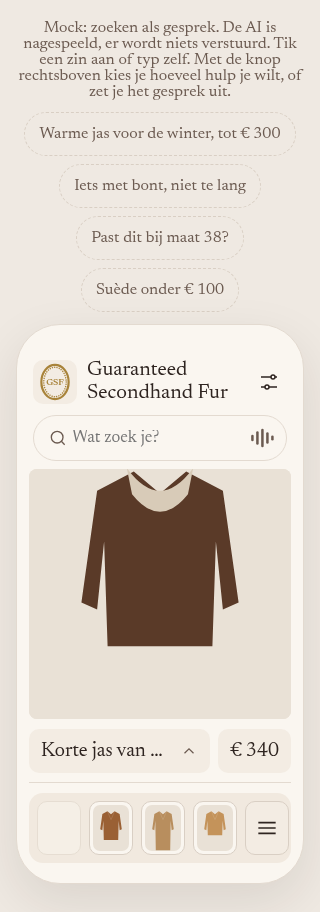 Mock: zoeken als gesprek. De AI is
nagespeeld, er wordt niets verstuurd. Tik
een zin aan of typ zelf. Met de knop
rechtsboven kies je hoeveel hulp je wilt, of
zet je het gesprek uit.
Warme jas voor de winter, tot € 300
Iets met bont, niet te lang
Past dit bij maat 38?
Suède onder € 100
GSF
Guaranteed
Secondhand Fur
Wat zoek je?
Korte jas van ...
€ 340